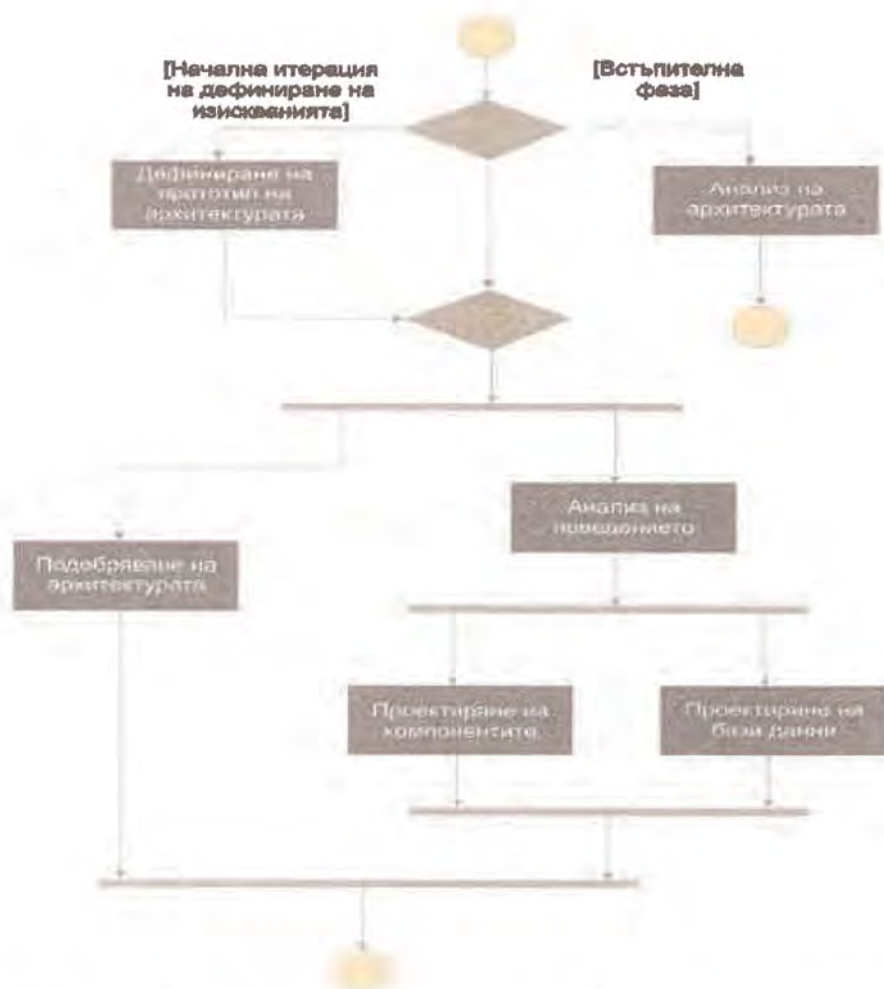 [Начална итерация
на дефиниране на
изискванията]
[Встъпителна
фаза]
Дефиниране на
прототип на
архитектурата
Анализ на
архитектурата
Анализ на
поведението
Подобряване на
архитектурата
Проектиране на
компонентите
Проектиране на
бази данни